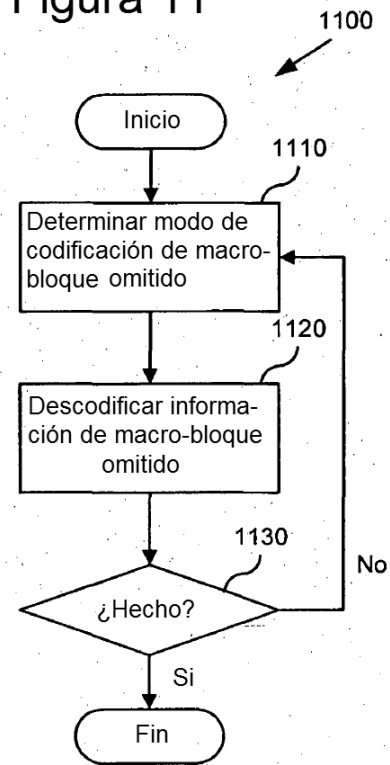 Figura 11
1100
Inicio
1110
Determinar modo de
codificación de macro-
bloque omitido
1120
Descodificar informa-
ción de macro-bloque
omitido
1130
¿Hecho?
No
Si
Fin